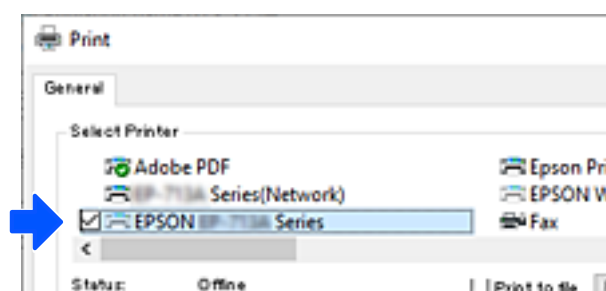 Print
General
Select Printer
Adobe PDF
Epson Pri
Series(Network)
EPSON W
EPSON Series
Fax
Status: Offline
Print to file